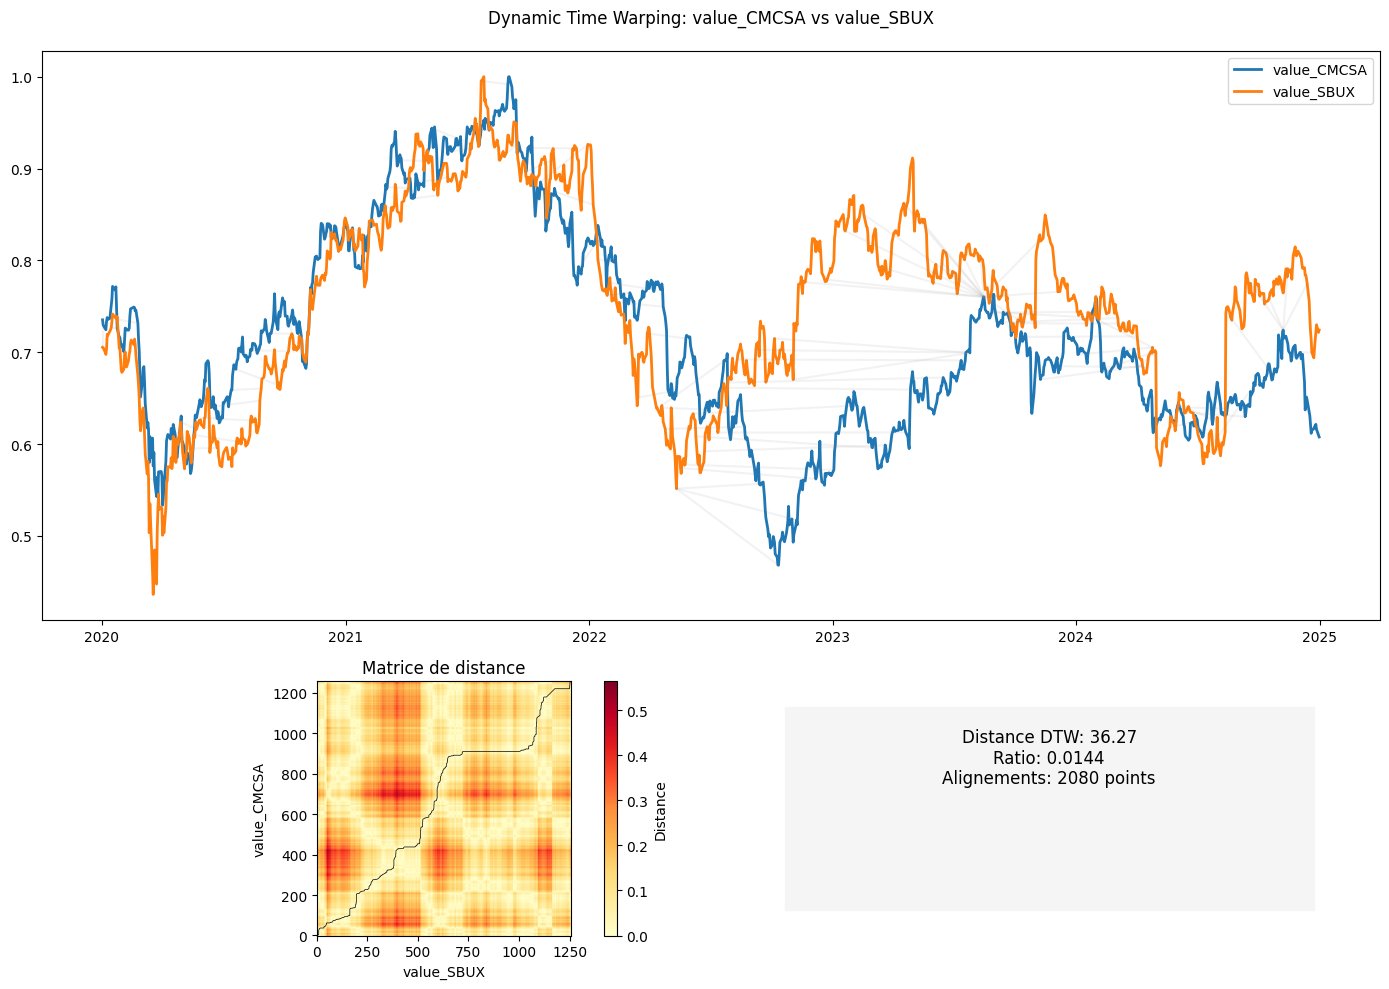 Dynamic Time Warping: value_CMCSA vs value_SBUX
value_CMCSA
value_SBUX
1.0
0.9
0.8
0.7
0.6
0.5
2020 2021 2022 2023 2024 2025
Matrice de distance
value_CMCSA
1200
1000
800
600
400
200
0
0 250 500 750 1000 1250
value_SBUX
0.5
0.4
0.3
0.2
0.1
0.0
Distance
Distance DTW: 36.27
Ratio: 0.0144
Alignements: 2080 points